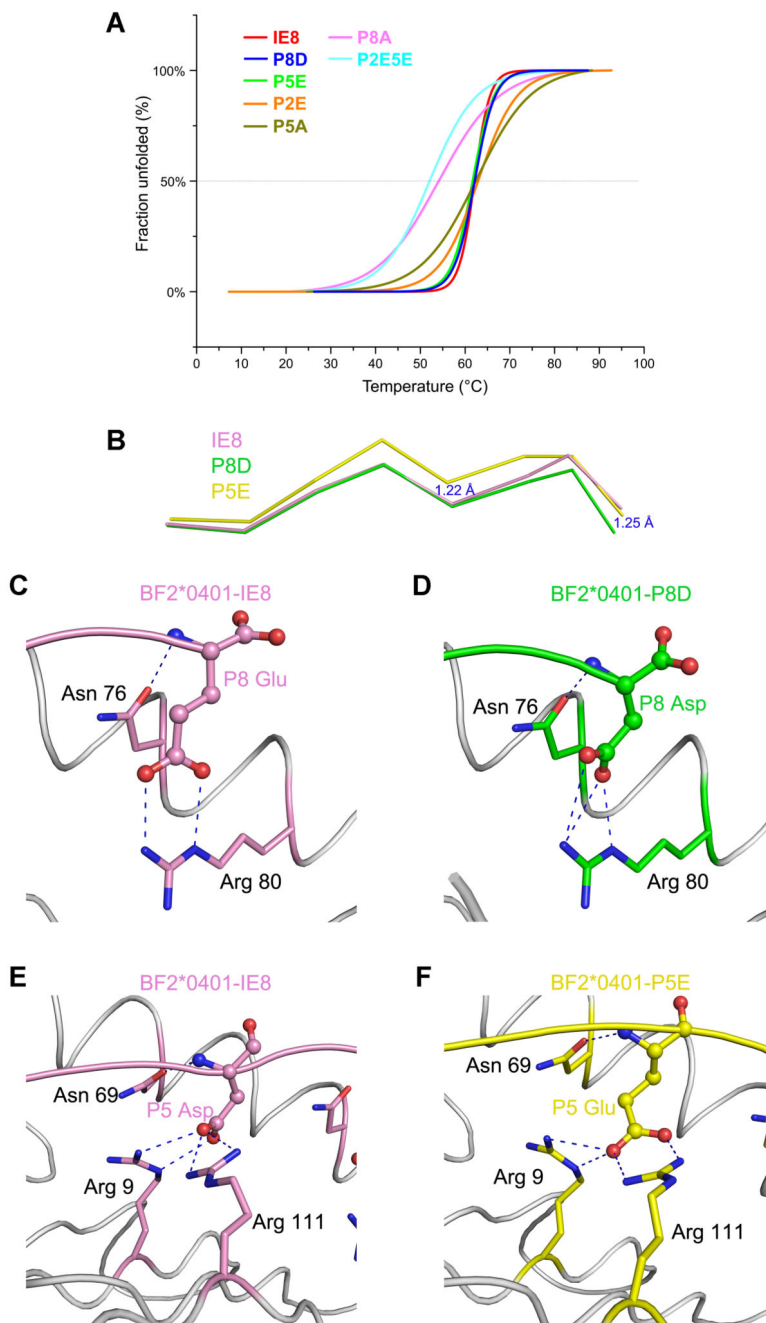 A
IE8 P8A
P8D P2E5E
P5E
P2E
P5A
100%
50%
0%
Fraction unfolded (%)
0 10 20 30 40 50 60 70 80 90 100
Temperature (°C)
B
IE8
P8D
P5E
1.22 Å
1.25 Å
C
BF2*0401-IE8
P8 Glu
Asn 76
Arg 80
D
BF2*0401-P8D
Asn 76
P8 Asp
Arg 80
E
BF2*0401-IE8
Asn 69
P5 Asp
Arg 9
Arg 111
F
BF2*0401-P5E
Asn 69
P5 Glu
Arg 9
Arg 111